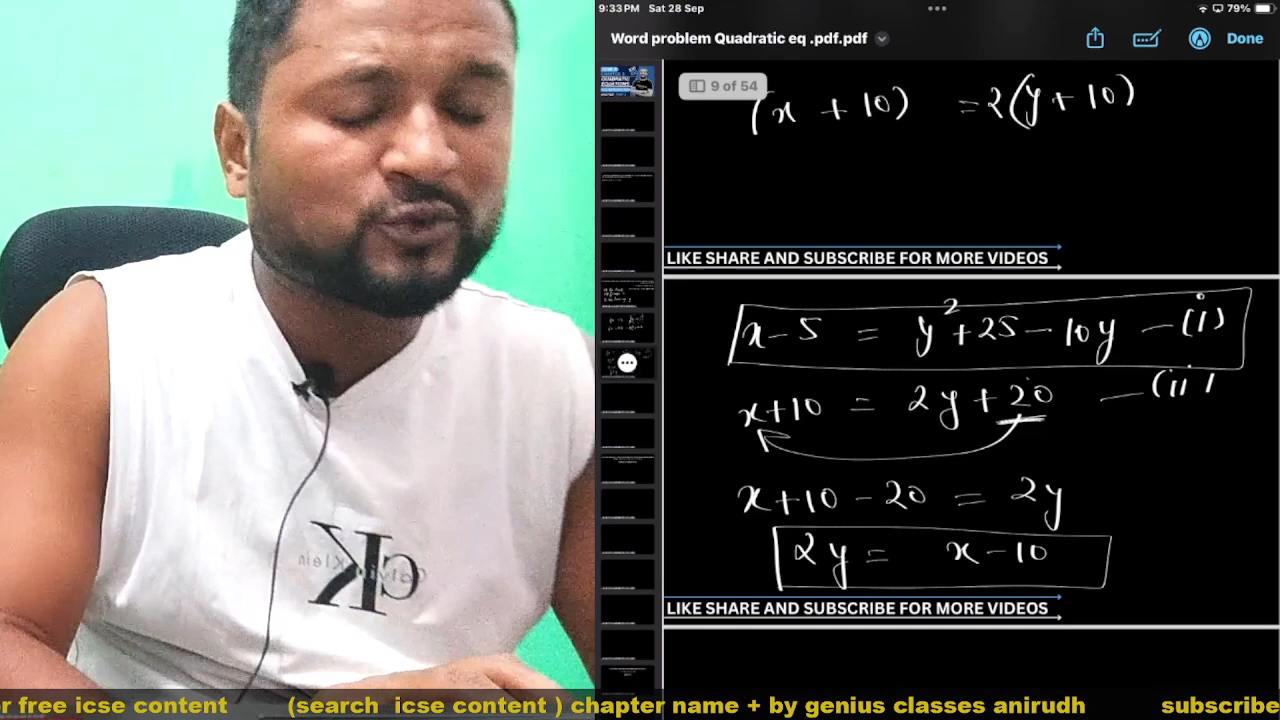 9:33 PM Sat 28 Sep
79%
Word problem Quadratic eq .pdf.pdf
Done
9 of 54
(x + 10) = 2(y + 10)
LIKE SHARE AND SUBSCRIBE FOR MORE VIDEOS
x - 5 = y² + 25 - 10y - (i)
x + 10 = 2y + 20 - (ii)
x + 10 - 20 = 2y
2y = x - 10
LIKE SHARE AND SUBSCRIBE FOR MORE VIDEOS
CK
Calvin Klein
r free icse content (search icse content ) chapter name + by genius classes anirudh subscribe